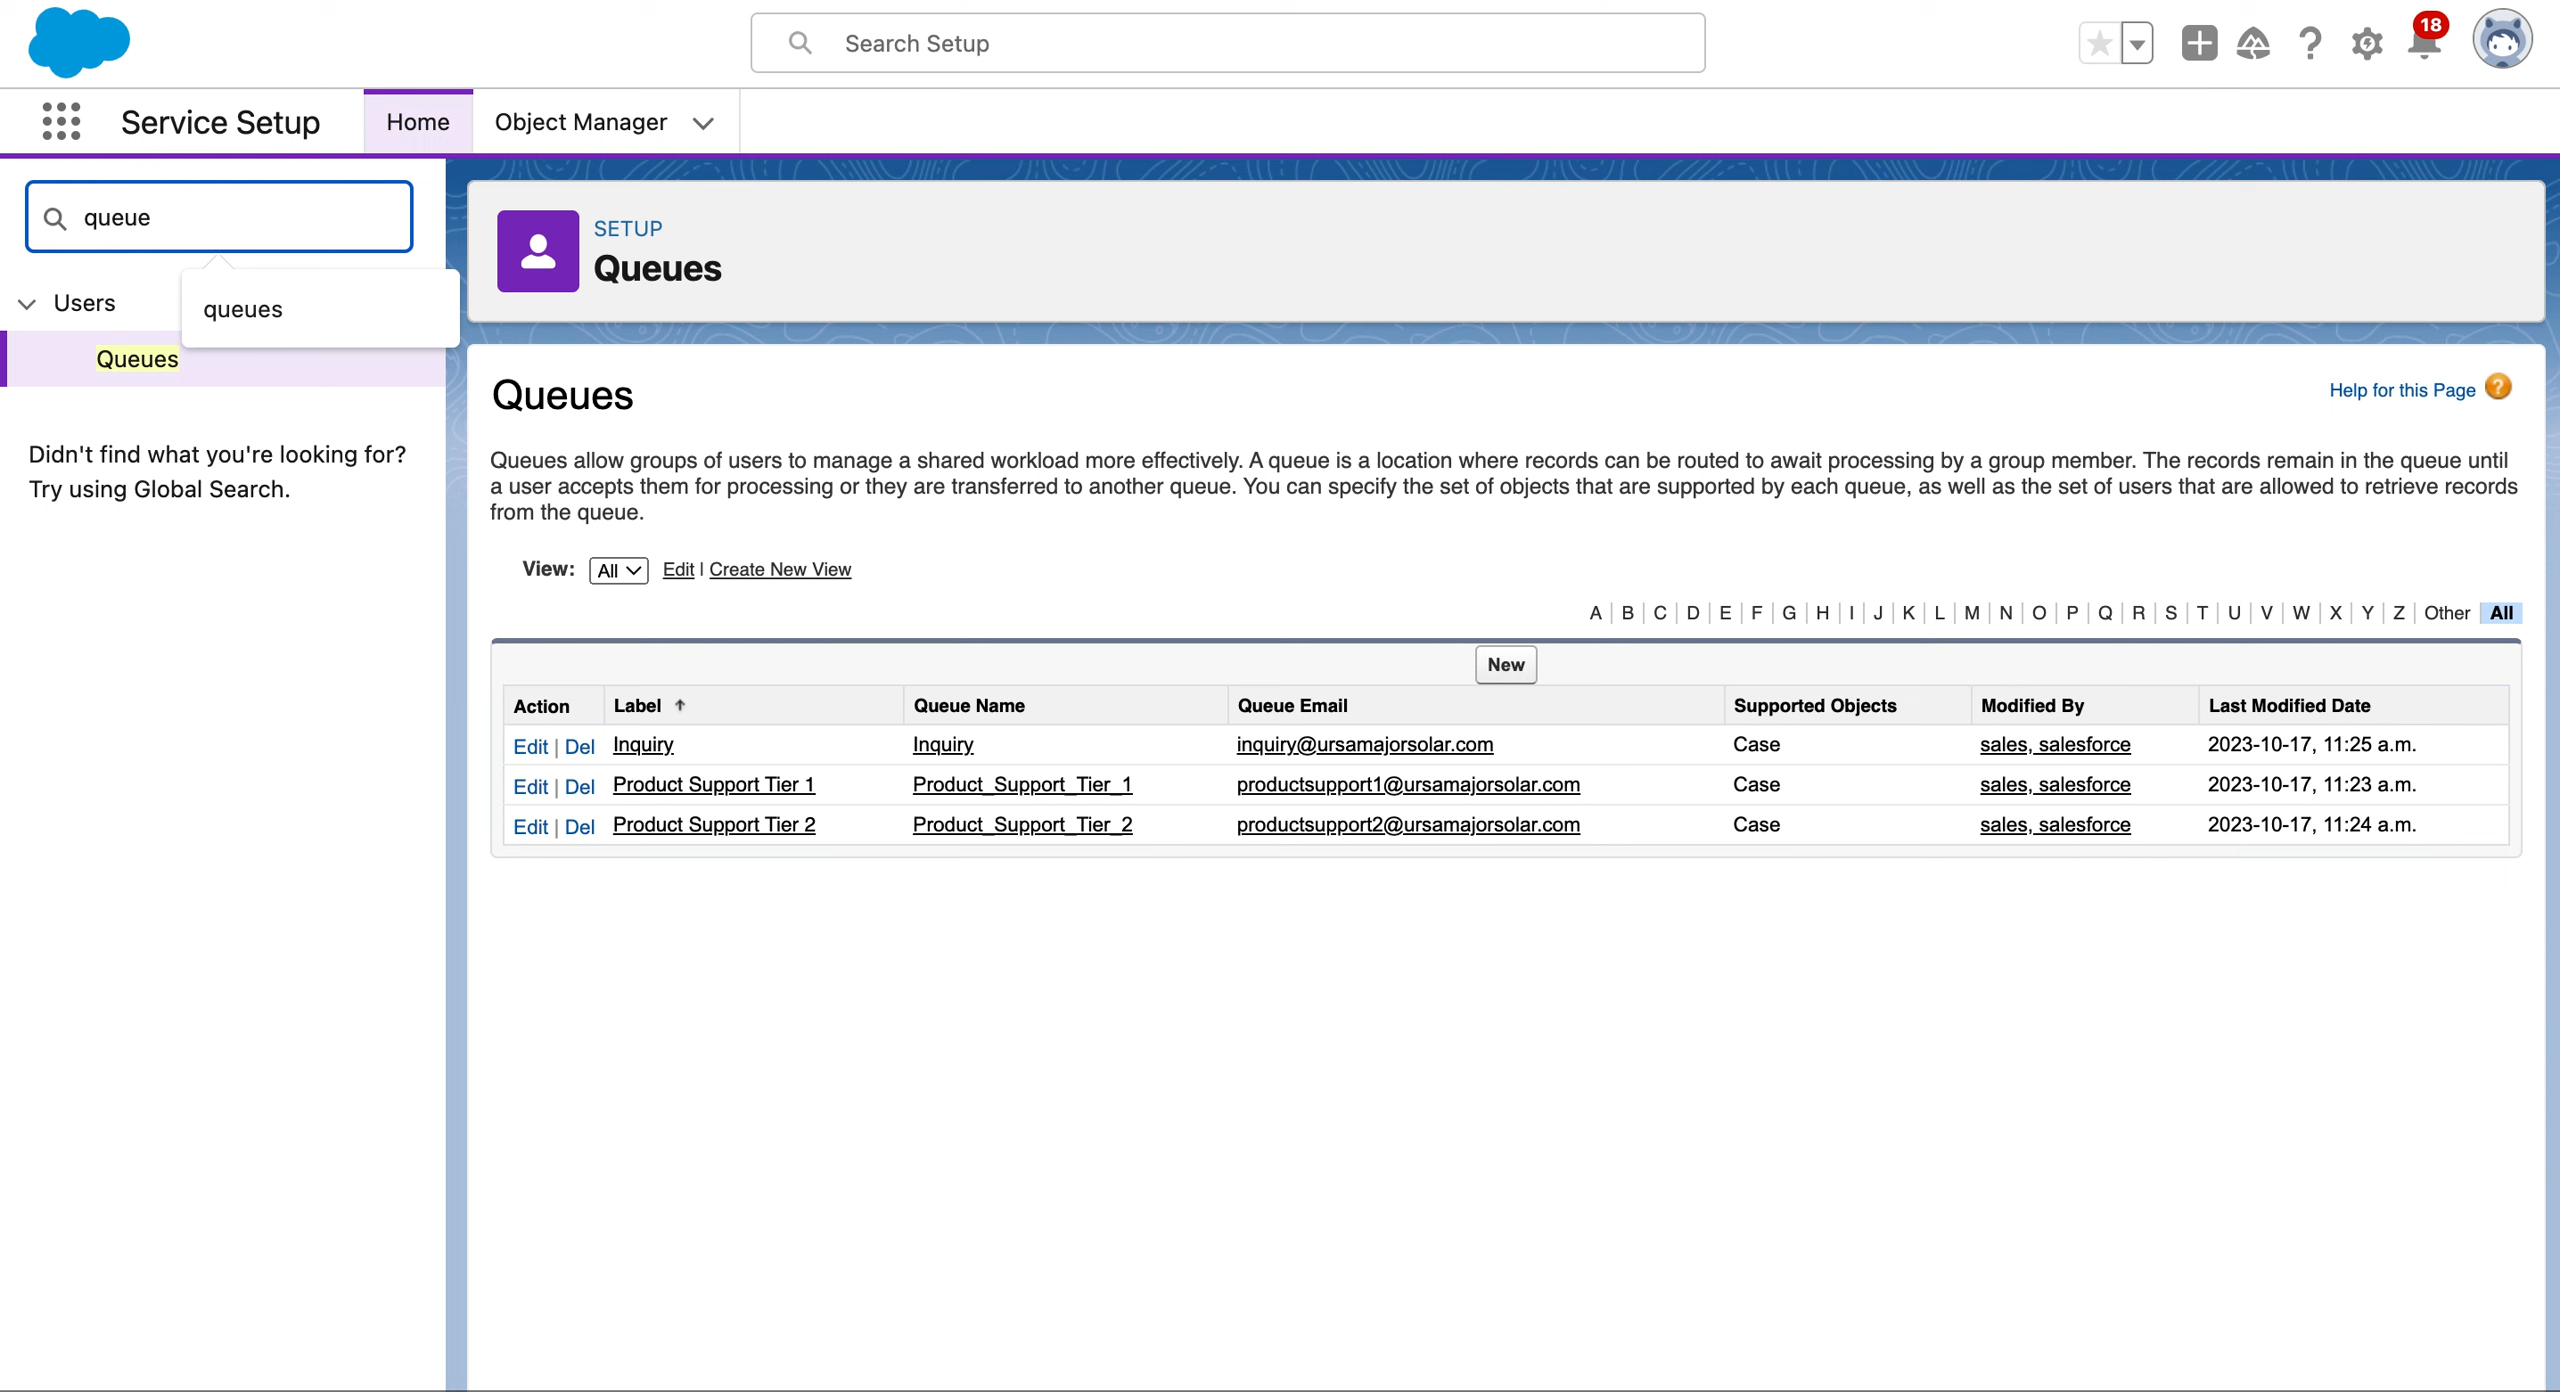 Search Setup
18
Service Setup
Home
Object Manager
queue
queues
Users
Queues
Didn't find what you're looking for?
Try using Global Search.
SETUP
Queues
Queues
Help for this Page
Queues allow groups of users to manage a shared workload more effectively. A queue is a location where records can be routed to await processing by a group member. The records remain in the queue until
a user accepts them for processing or they are transferred to another queue. You can specify the set of objects that are supported by each queue, as well as the set of users that are allowed to retrieve records
from the queue.
View: All Edit | Create New View
A | B | C | D | E | F | G | H | I | J | K | L | M | N | O | P | Q | R | S | T | U | V | W | X | Y | Z | Other | All
New
Action Label Queue Name Queue Email Supported Objects Modified By Last Modified Date
Edit | Del Inquiry Inquiry inquiry@ursamajorsolar.com Case sales, salesforce 2023-10-17, 11:25 a.m.
Edit | Del Product Support Tier 1 Product_Support_Tier_1 productsupport1@ursamajorsolar.com Case sales, salesforce 2023-10-17, 11:23 a.m.
Edit | Del Product Support Tier 2 Product_Support_Tier_2 productsupport2@ursamajorsolar.com Case sales, salesforce 2023-10-17, 11:24 a.m.